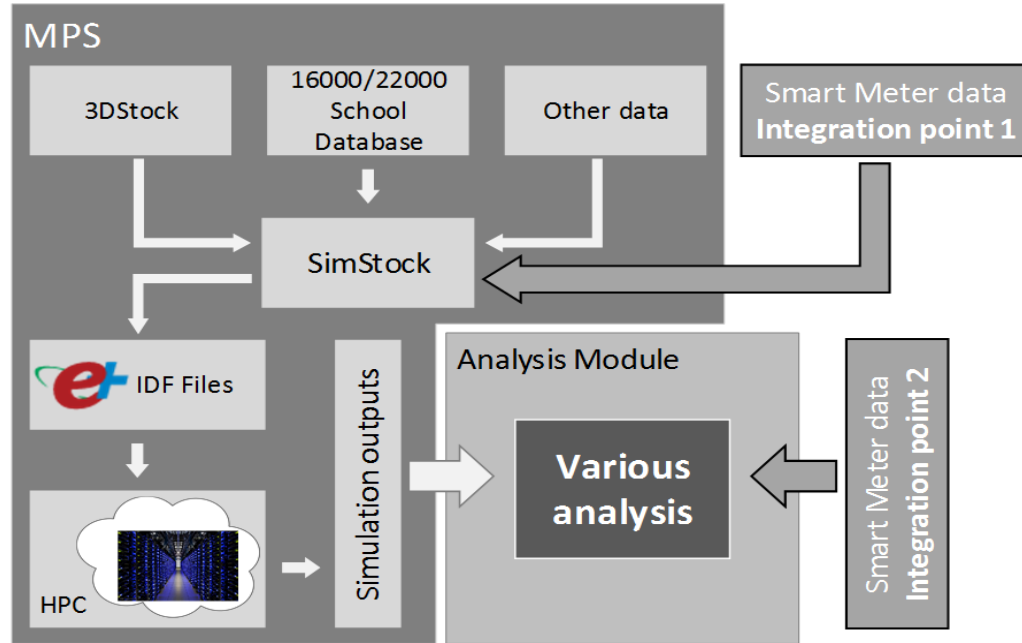 MPS
3DStock
16000/22000
School
Database
Other data
Smart Meter data
Integration point 1
SimStock
e+ IDF Files
Simulation outputs
HPC
Analysis Module
Various
analysis
Smart Meter data
Integration point 2